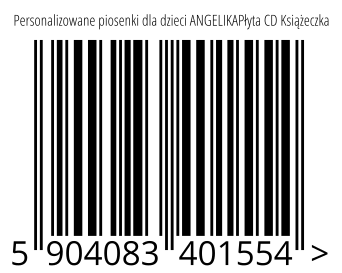 Personalizowane piosenki dla dzieci ANGELIKAPłyta CD Książeczka
5 904083 401554 >